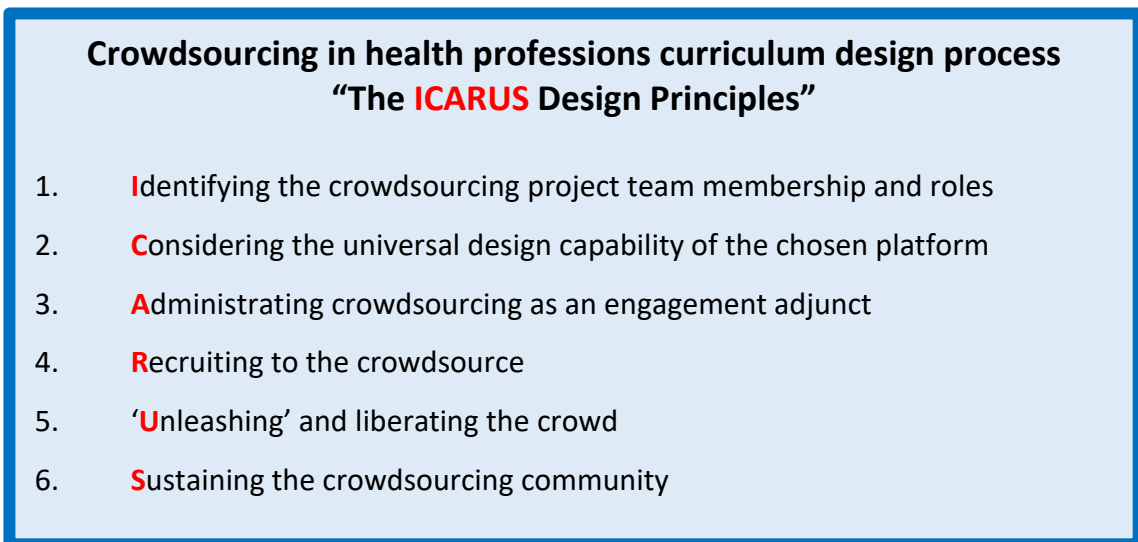 Crowdsourcing in health professions curriculum design process
“The ICARUS Design Principles”
1. Identifying the crowdsourcing project team membership and roles
2. Considering the universal design capability of the chosen platform
3. Administrating crowdsourcing as an engagement adjunct
4. Recruiting to the crowdsource
5. ‘Unleashing’ and liberating the crowd
6. Sustaining the crowdsourcing community